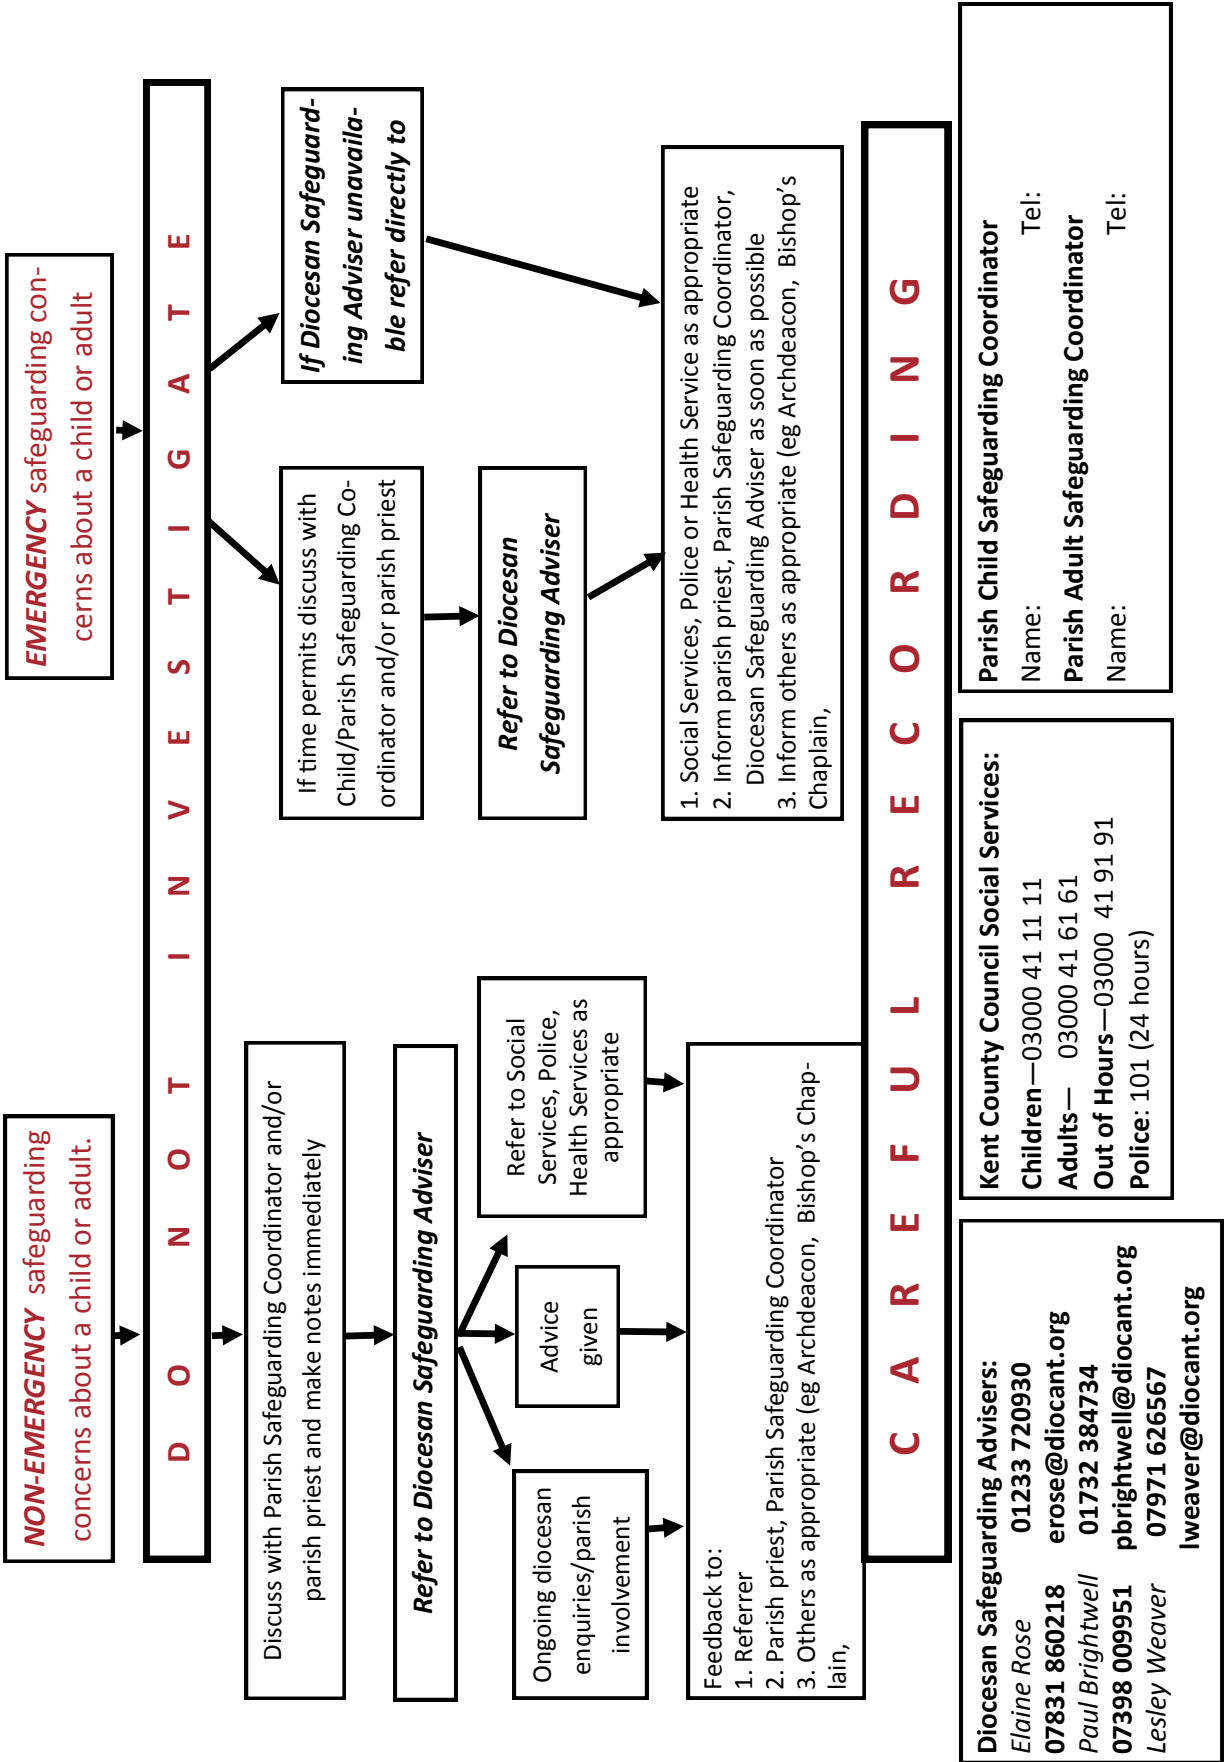 NON-EMERGENCY safeguarding
concerns about a child or adult.
EMERGENCY safeguarding con-
cerns about a child or adult
D O N O T I N V E S T I G A T E
Discuss with Parish Safeguarding Coordinator and/or
parish priest and make notes immediately
Refer to Diocesan Safeguarding Adviser
Ongoing diocesan
enquiries/parish
involvement
Advice
given
Refer to Social
Services, Police,
Health Services as
appropriate
Feedback to:
1. Referrer
2. Parish priest, Parish Safeguarding Coordinator
3. Others as appropriate (eg Archdeacon, Bishop's Chap-
lain,
If time permits discuss with
Child/Parish Safeguarding Co-
ordinator and/or parish priest
Refer to Diocesan
Safeguarding Adviser
If Diocesan Safeguard-
ing Adviser unavaila-
ble refer directly to
1. Social Services, Police or Health Service as appropriate
2. Inform parish priest, Parish Safeguarding Coordinator,
Diocesan Safeguarding Adviser as soon as possible
3. Inform others as appropriate (eg Archdeacon, Bishop's
Chaplain,
C A R E F U L R E C O R D I N G
Diocesan Safeguarding Advisers:
Elaine Rose 01233 720930
07831 860218 erose@diocant.org
Paul Brightwell 01732 384734
07398 009951 pbrightwell@diocant.org
Lesley Weaver 07971 626567
lweaver@diocant.org
Kent County Council Social Services:
Children—03000 41 11 11
Adults— 03000 41 61 61
Out of Hours—03000 41 91 91
Police: 101 (24 hours)
Parish Child Safeguarding Coordinator
Name: Tel:
Parish Adult Safeguarding Coordinator
Name: Tel: